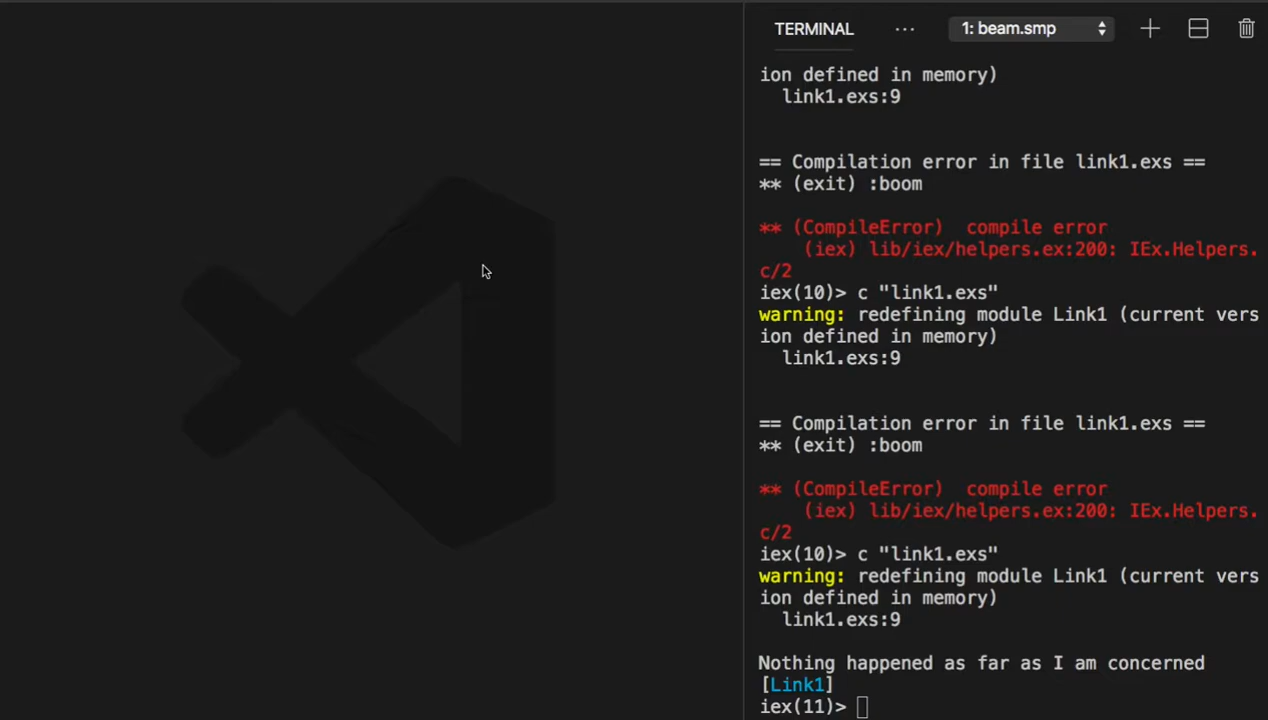 TERMINAL ... 1: beam.smp
ion defined in memory)
link1.exs:9
== Compilation error in file link1.exs ==
** (exit) :boom
** (CompileError)  compile error
(iex) lib/iex/helpers.ex:200: IEx.Helpers.
c/2
iex(10)> c "link1.exs"
warning: redefining module Link1 (current vers
ion defined in memory)
link1.exs:9
== Compilation error in file link1.exs ==
** (exit) :boom
** (CompileError)  compile error
(iex) lib/iex/helpers.ex:200: IEx.Helpers.
c/2
iex(10)> c "link1.exs"
warning: redefining module Link1 (current vers
ion defined in memory)
link1.exs:9
Nothing happened as far as I am concerned
[Link1]
iex(11)>